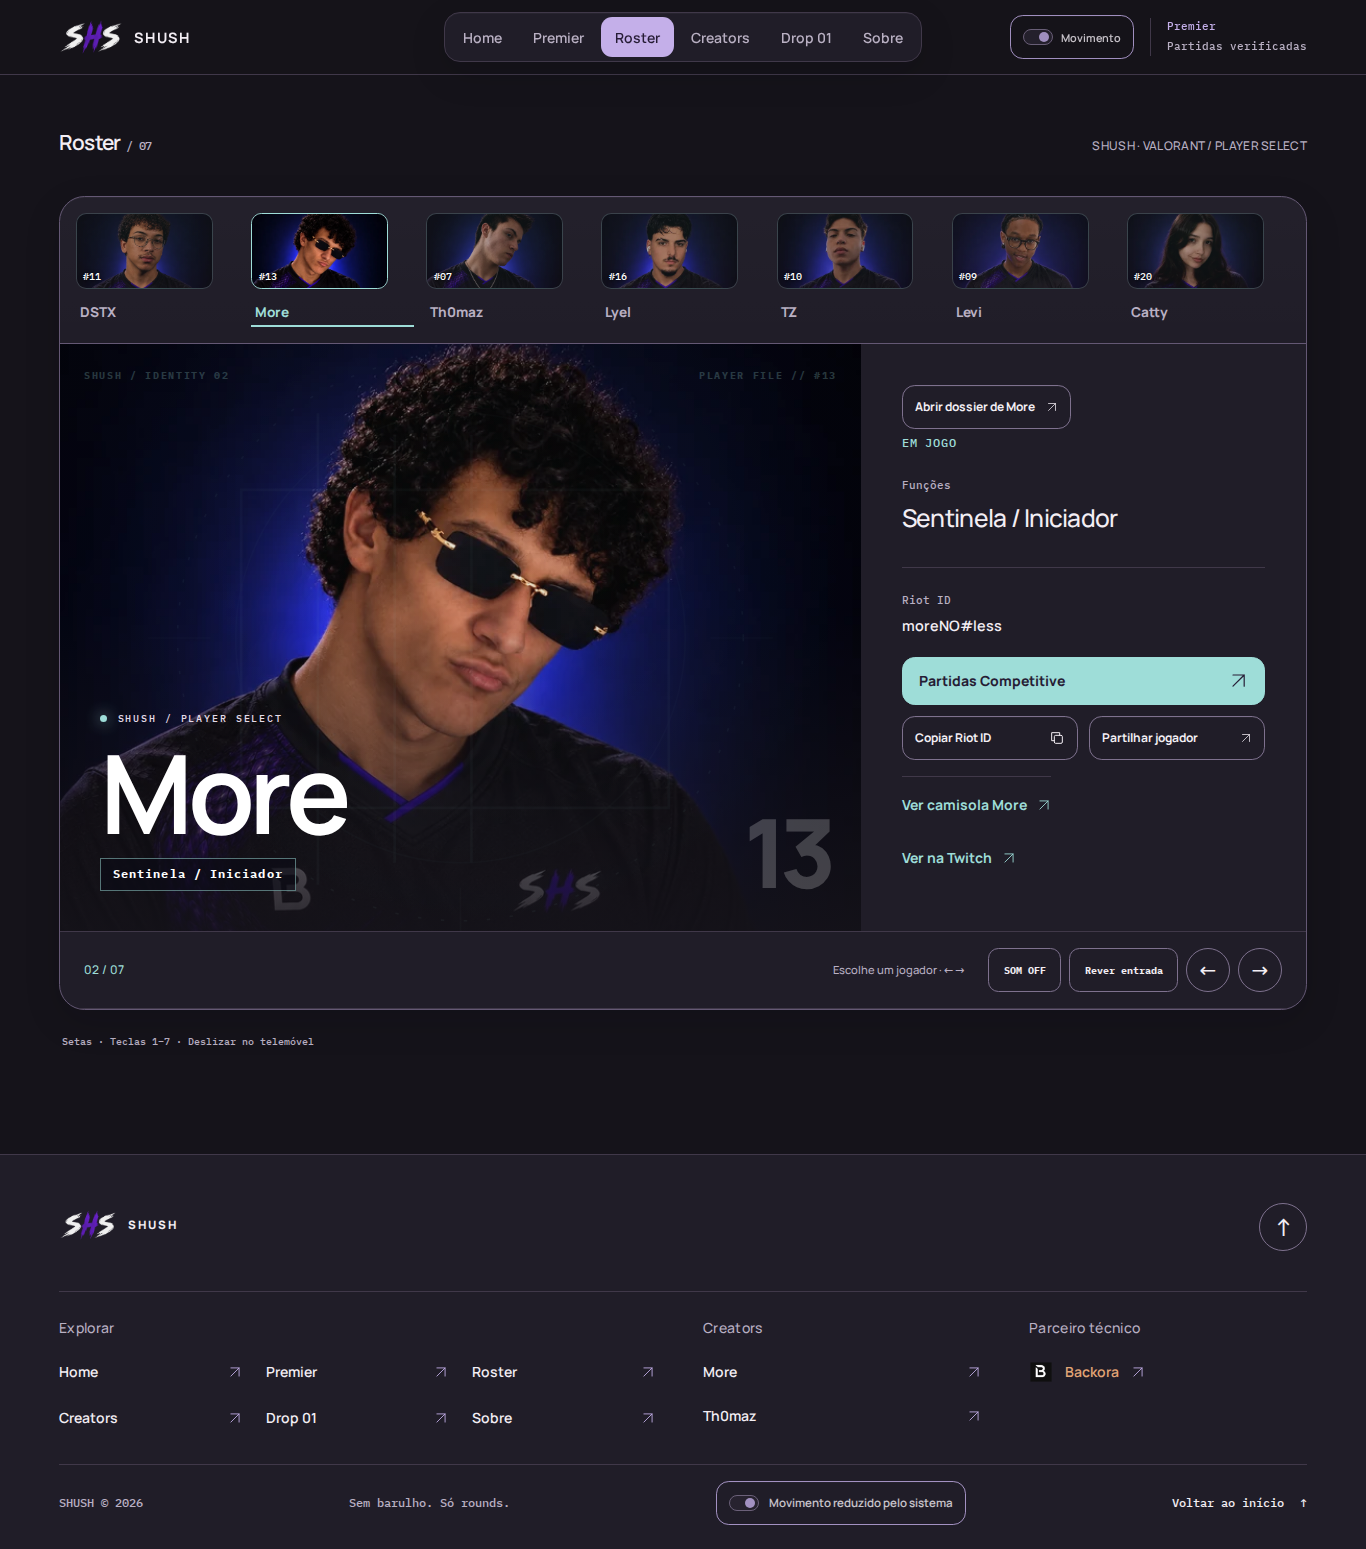 SHS SHUSH
Home Premier Roster Creators Drop 01 Sobre
Movimento
Premier
Partidas verificadas
Roster / 07
SHUSH · VALORANT / PLAYER SELECT
#11 #13 #07 #16 #10 #09 #20
DSTX More Th0maz Lyel TZ Levi Catty
SHUSH / IDENTITY 02
PLAYER FILE // #13
Abrir dossier de More
EM JOGO
Funções
Sentinela / Iniciador
Riot ID
moreNO#less
Partidas Competitive
Copiar Riot ID
Partilhar jogador
Ver camisola More
Ver na Twitch
SHUSH / PLAYER SELECT
More
Sentinela / Iniciador
B
SHS
13
02 / 07
Escolhe um jogador · ← →
SOM OFF
Rever entrada
← →
Setas · Teclas 1–7 · Deslizar no telemóvel
SHS SHUSH
↑
Explorar
Home Premier Roster
Creators Drop 01 Sobre
Creators
More
Th0maz
Parceiro técnico
B Backora
SHUSH © 2026
Sem barulho. Só rounds.
Movimento reduzido pelo sistema
Voltar ao início ↑